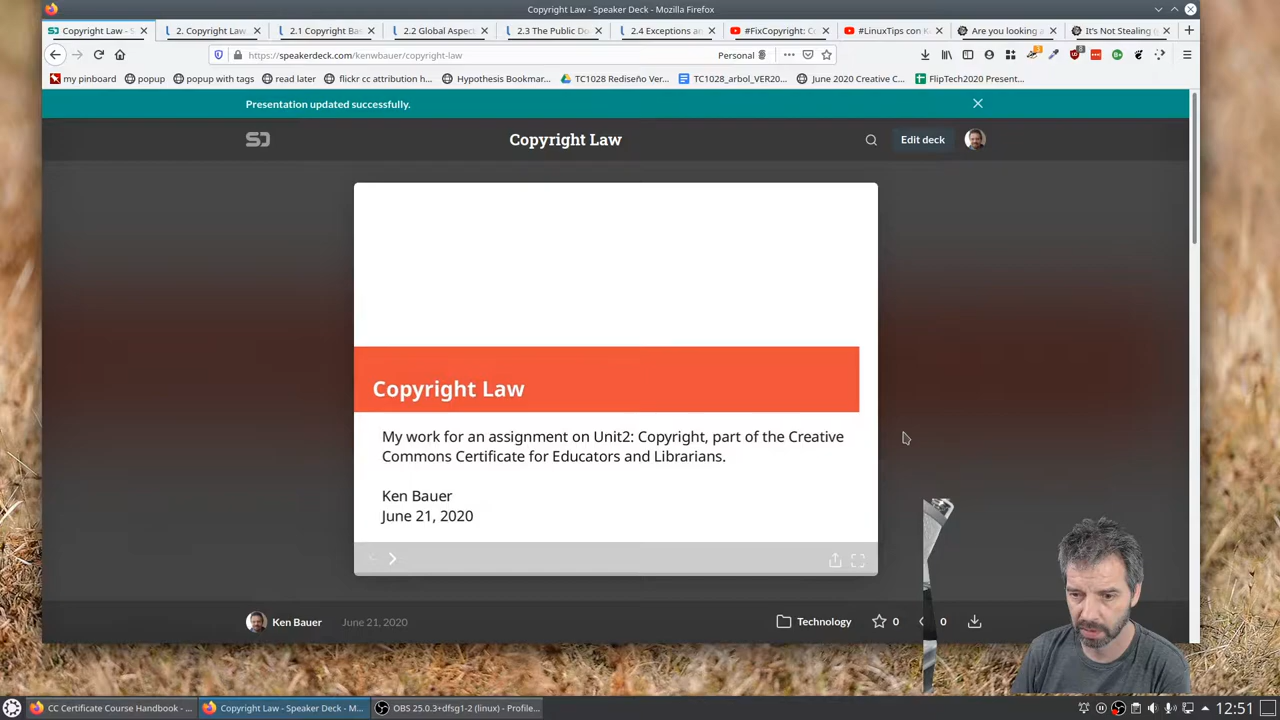 Copyright Law - Speaker Deck - Mozilla Firefox
Copyright Law - S
2. Copyright Law,
2.1 Copyright Bas
2.2 Global Aspec
2.3 The Public Do
2.4 Exceptions an
#FixCopyright: Co
#LinuxTips con K
Are you looking a
It's Not Stealing (
https://speakerdeck.com/kenwbauer/copyright-law
Personal
my pinboard
popup
popup with tags
read later
flickr cc attribution h...
Hypothesis Bookmar...
TC1028 Rediseño Ver...
TC1028_arbol_VER20...
June 2020 Creative C...
FlipTech2020 Present...
Presentation updated successfully.
SD
Copyright Law
Edit deck
Copyright Law
My work for an assignment on Unit2: Copyright, part of the Creative
Commons Certificate for Educators and Librarians.
Ken Bauer
June 21, 2020
Ken Bauer
June 21, 2020
Technology
0
0
CC Certificate Course Handbook - ...
Copyright Law - Speaker Deck - M...
OBS 25.0.3+dfsg1-2 (linux) - Profile...
12:51